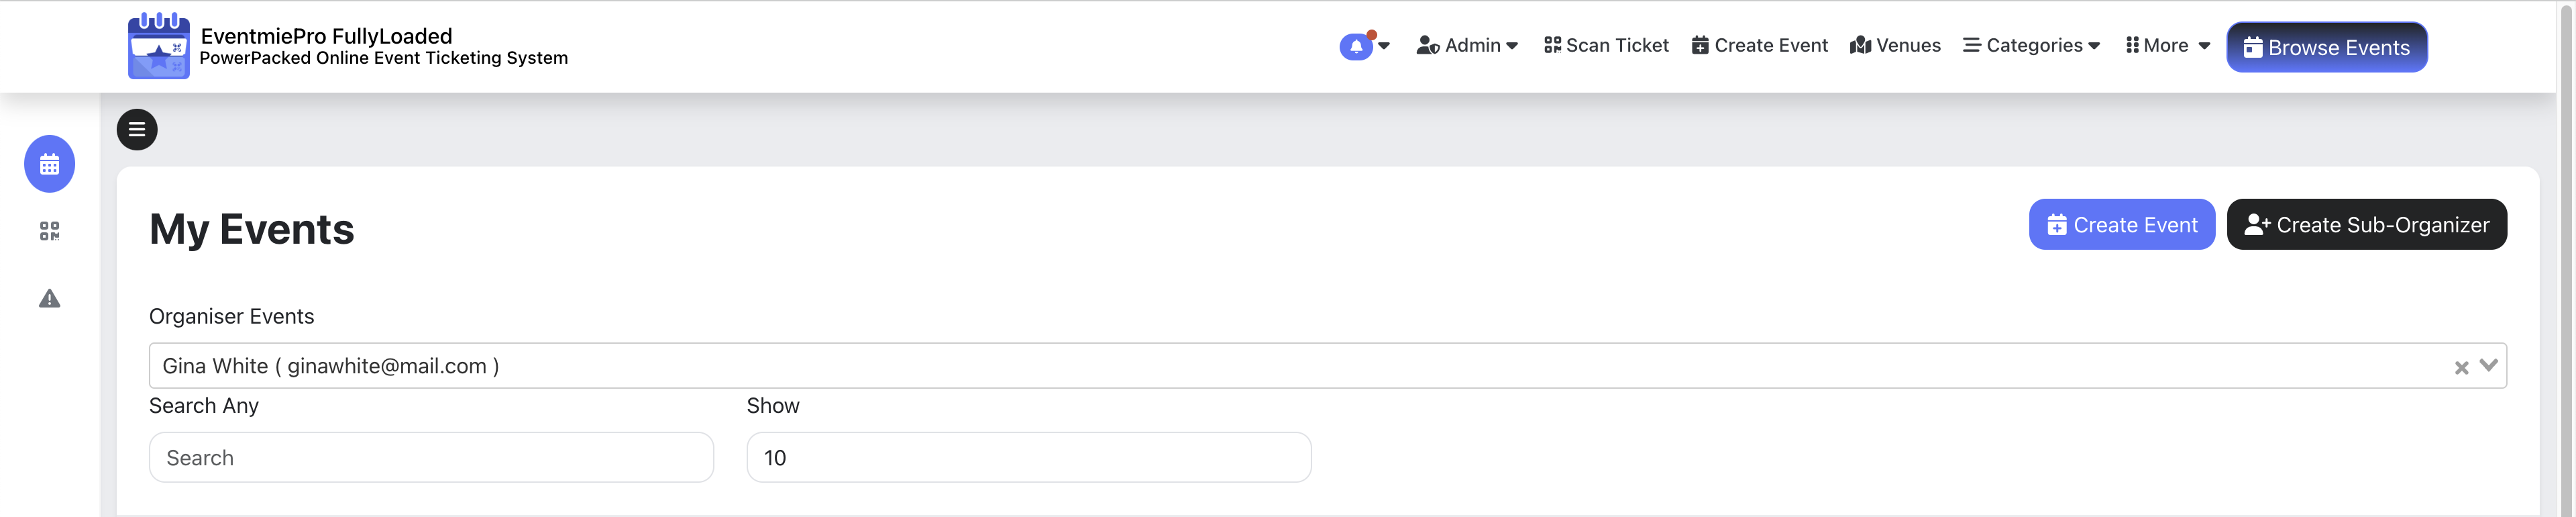 EventmiePro FullyLoaded
PowerPacked Online Event Ticketing System
Admin Scan Ticket Create Event Venues Categories More Browse Events
My Events
Create Event Create Sub-Organizer
Organiser Events
Gina White ( ginawhite@mail.com )
Search Any Show
Search 10